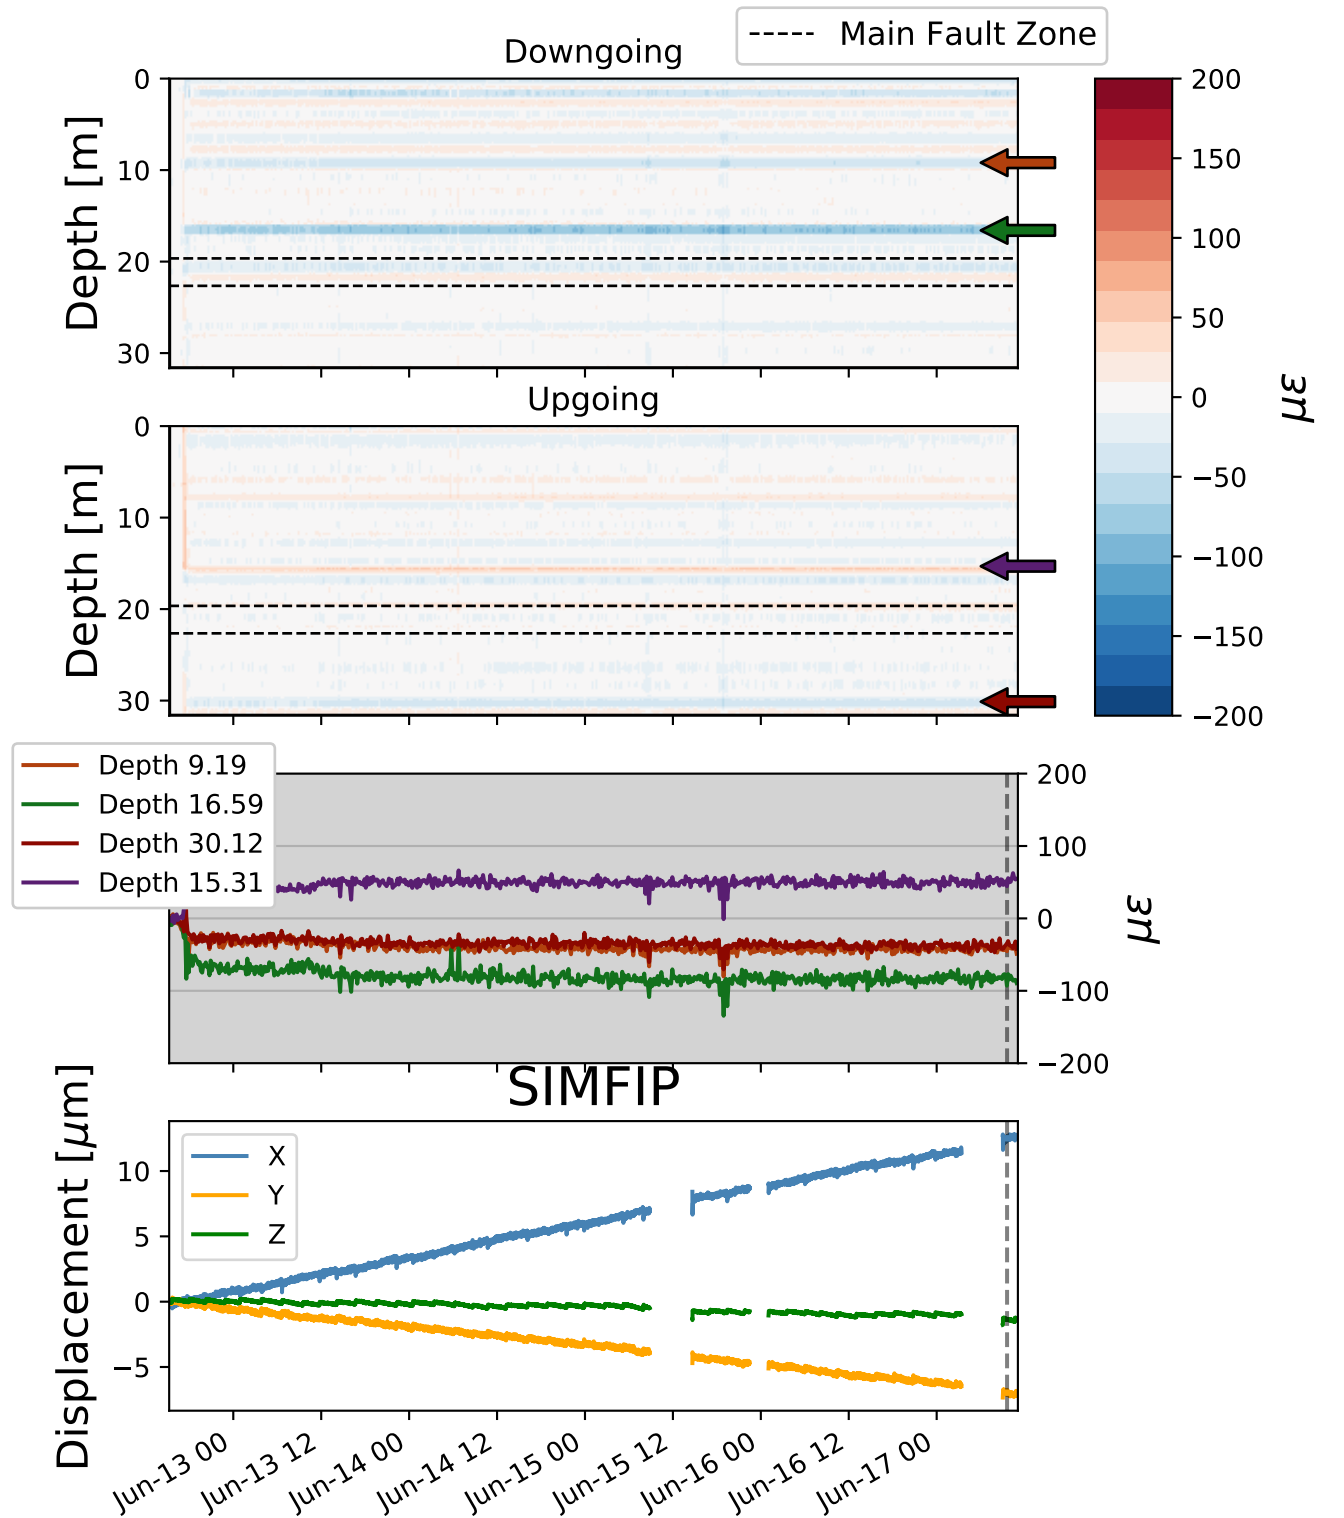 Main Fault Zone
Downgoing
Depth [m]
0
10
20
30
200
150
100
50
0
−50
−100
−150
−200
με
Upgoing
Depth [m]
0
10
20
30
Depth 9.19
Depth 16.59
Depth 30.12
Depth 15.31
200
100
0
−100
−200
με
SIMFIP
Displacement [μm]
10
5
0
−5
X
Y
Z
Jun-13 00
Jun-13 12
Jun-14 00
Jun-14 12
Jun-15 00
Jun-15 12
Jun-16 00
Jun-16 12
Jun-17 00